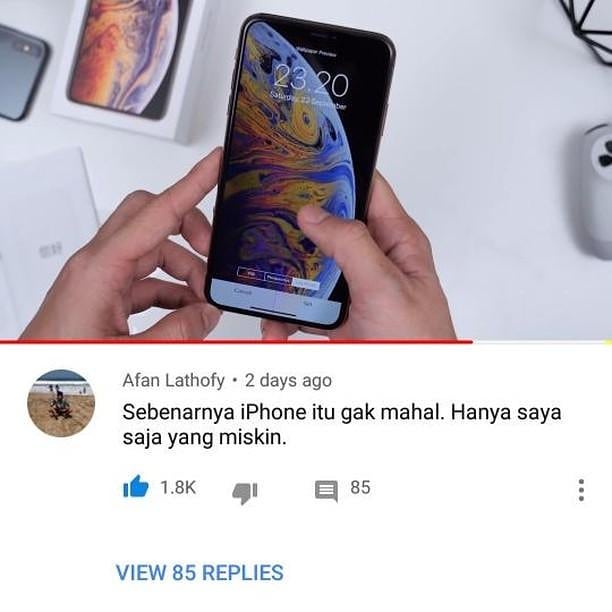 Wallpaper Preview
23.20
Saturday, 22 September
Still
Perspective
Cancel
Set
Afan Lathofy • 2 days ago
Sebenarnya iPhone itu gak mahal. Hanya saya
saja yang miskin.
1.8K
85
VIEW 85 REPLIES